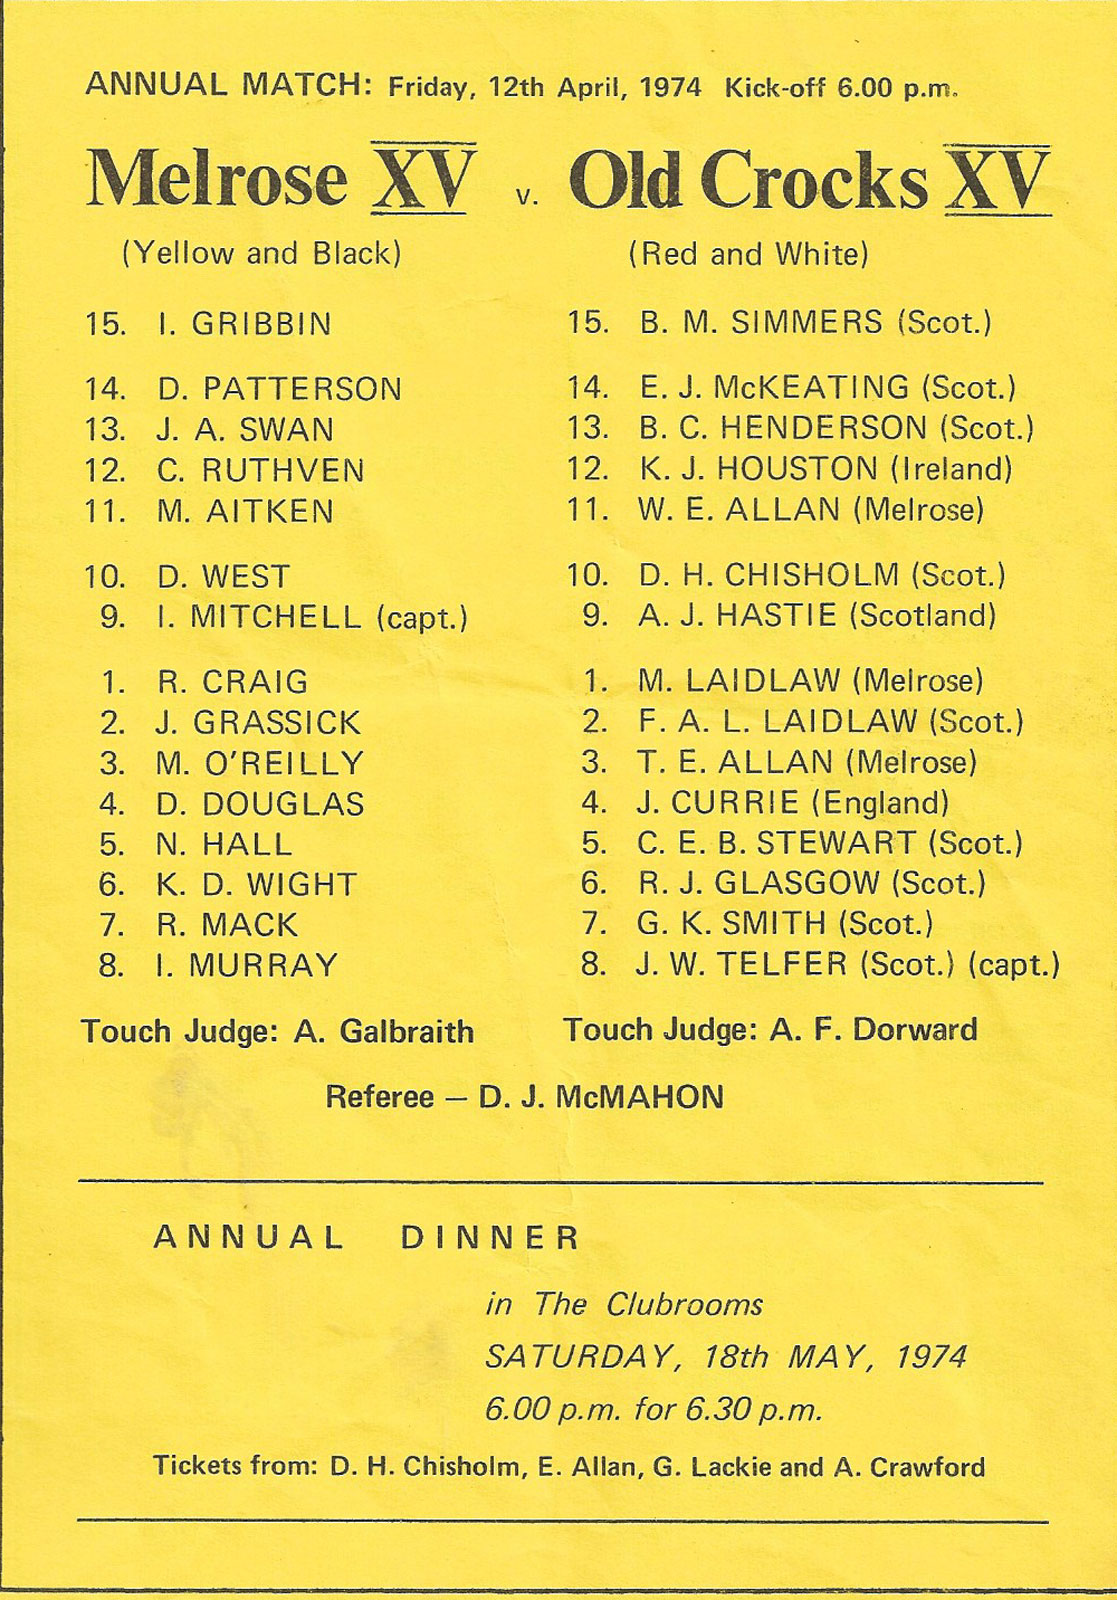 ANNUAL MATCH: Friday, 12th April, 1974 Kick-off 6.00 p.m.
Melrose XV v. Old Crocks XV
(Yellow and Black) (Red and White)
15. I. GRIBBIN 15. B. M. SIMMERS (Scot.)
14. D. PATTERSON 14. E. J. McKEATING (Scot.)
13. J. A. SWAN 13. B. C. HENDERSON (Scot.)
12. C. RUTHVEN 12. K. J. HOUSTON (Ireland)
11. M. AITKEN 11. W. E. ALLAN (Melrose)
10. D. WEST 10. D. H. CHISHOLM (Scot.)
9. I. MITCHELL (capt.) 9. A. J. HASTIE (Scotland)
1. R. CRAIG 1. M. LAIDLAW (Melrose)
2. J. GRASSICK 2. F. A. L. LAIDLAW (Scot.)
3. M. O'REILLY 3. T. E. ALLAN (Melrose)
4. D. DOUGLAS 4. J. CURRIE (England)
5. N. HALL 5. C. E. B. STEWART (Scot.)
6. K. D. WIGHT 6. R. J. GLASGOW (Scot.)
7. R. MACK 7. G. K. SMITH (Scot.)
8. I. MURRAY 8. J. W. TELFER (Scot.) (capt.)
Touch Judge: A. Galbraith Touch Judge: A. F. Dorward
Referee — D. J. McMAHON
ANNUAL DINNER
in The Clubrooms
SATURDAY, 18th MAY, 1974
6.00 p.m. for 6.30 p.m.
Tickets from: D. H. Chisholm, E. Allan, G. Lackie and A. Crawford